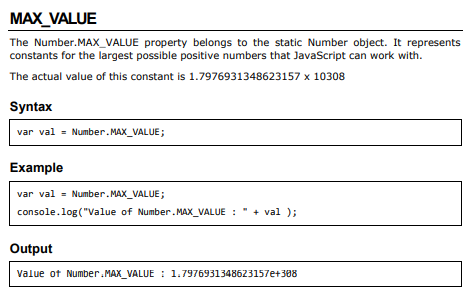 MAX_VALUE
The Number.MAX_VALUE property belongs to the static Number object. It represents
constants for the largest possible positive numbers that JavaScript can work with.
The actual value of this constant is 1.7976931348623157 x 10308
Syntax
var val = Number.MAX_VALUE;
Example
var val = Number.MAX_VALUE;
console.log("Value of Number.MAX_VALUE : " + val );
Output
Value of Number.MAX_VALUE : 1.7976931348623157e+308